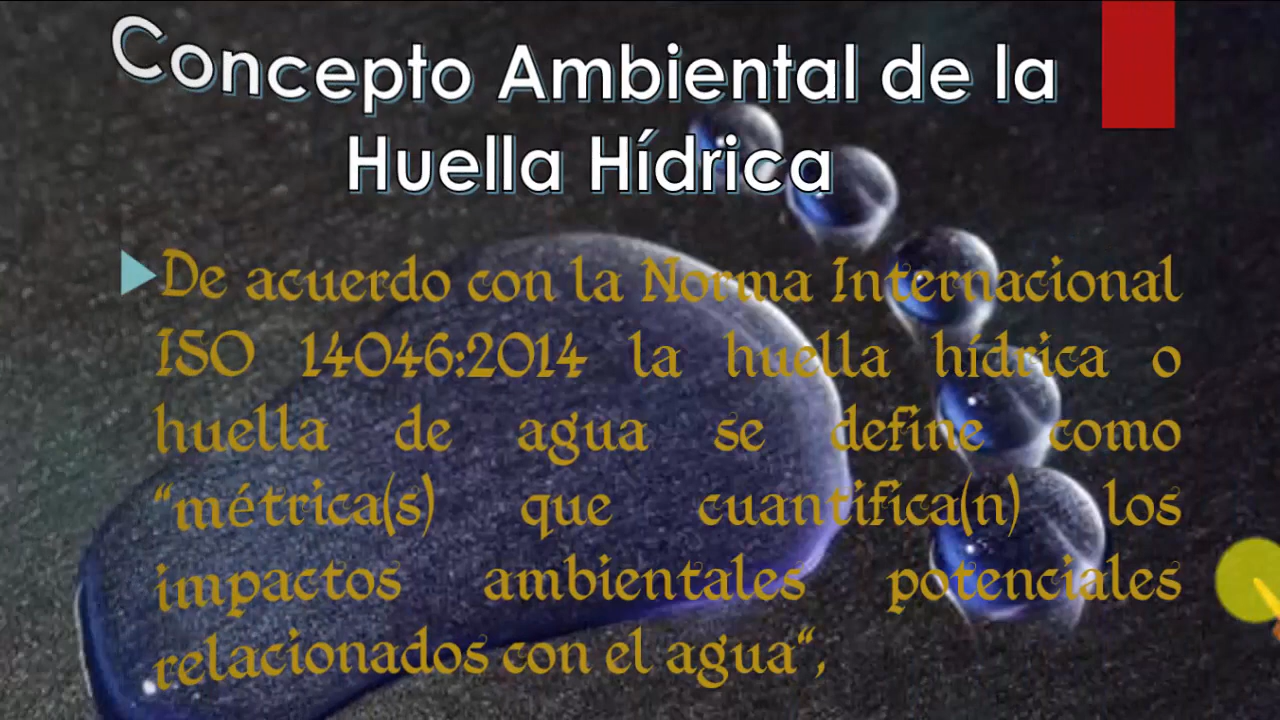 Concepto Ambiental de la
Huella Hídrica
De acuerdo con la Norma Internacional
ISO 14046:2014 la huella hídrica o
huella de agua se define como
“métrica(s) que cuantifica(n) los
impactos ambientales potenciales
relacionados con el agua“,